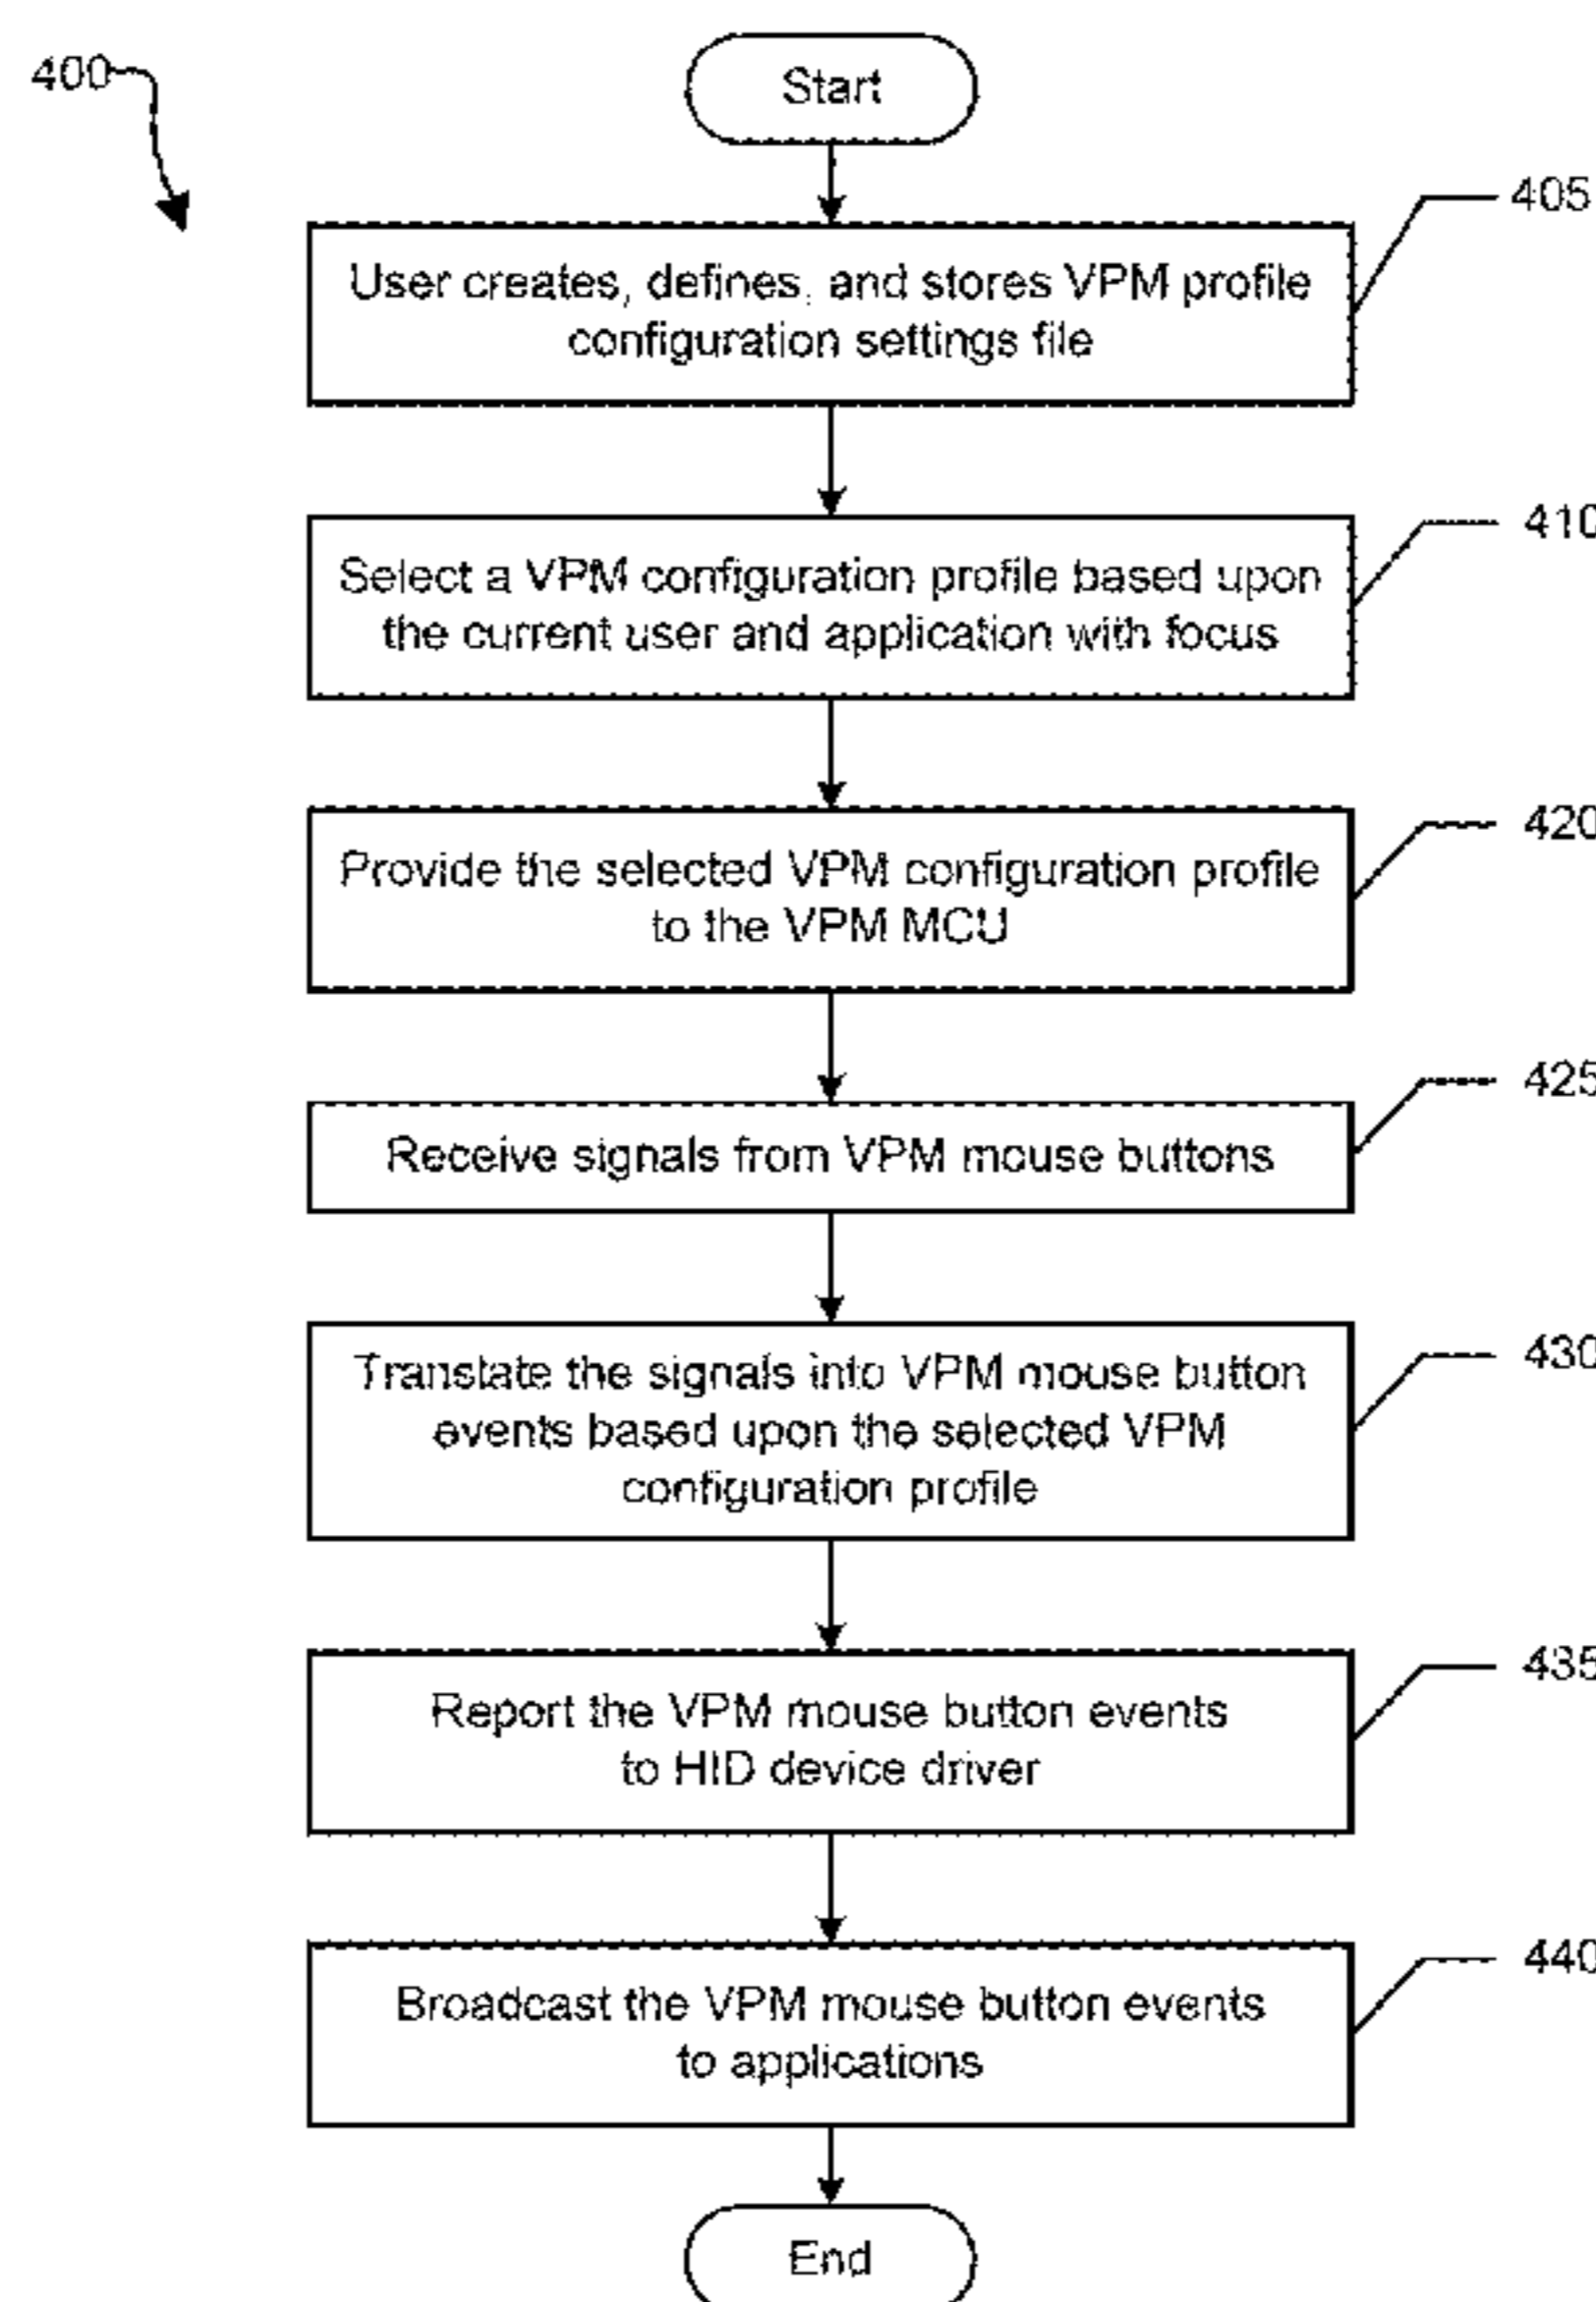 400
Start
405
User creates, defines, and stores VPM profile
configuration settings file
410
Select a VPM configuration profile based upon
the current user and application with focus
420
Provide the selected VPM configuration profile
to the VPM MCU
425
Receive signals from VPM mouse buttons
430
Translate the signals into VPM mouse button
events based upon the selected VPM
configuration profile
435
Report the VPM mouse button events
to HID device driver
440
Broadcast the VPM mouse button events
to applications
End